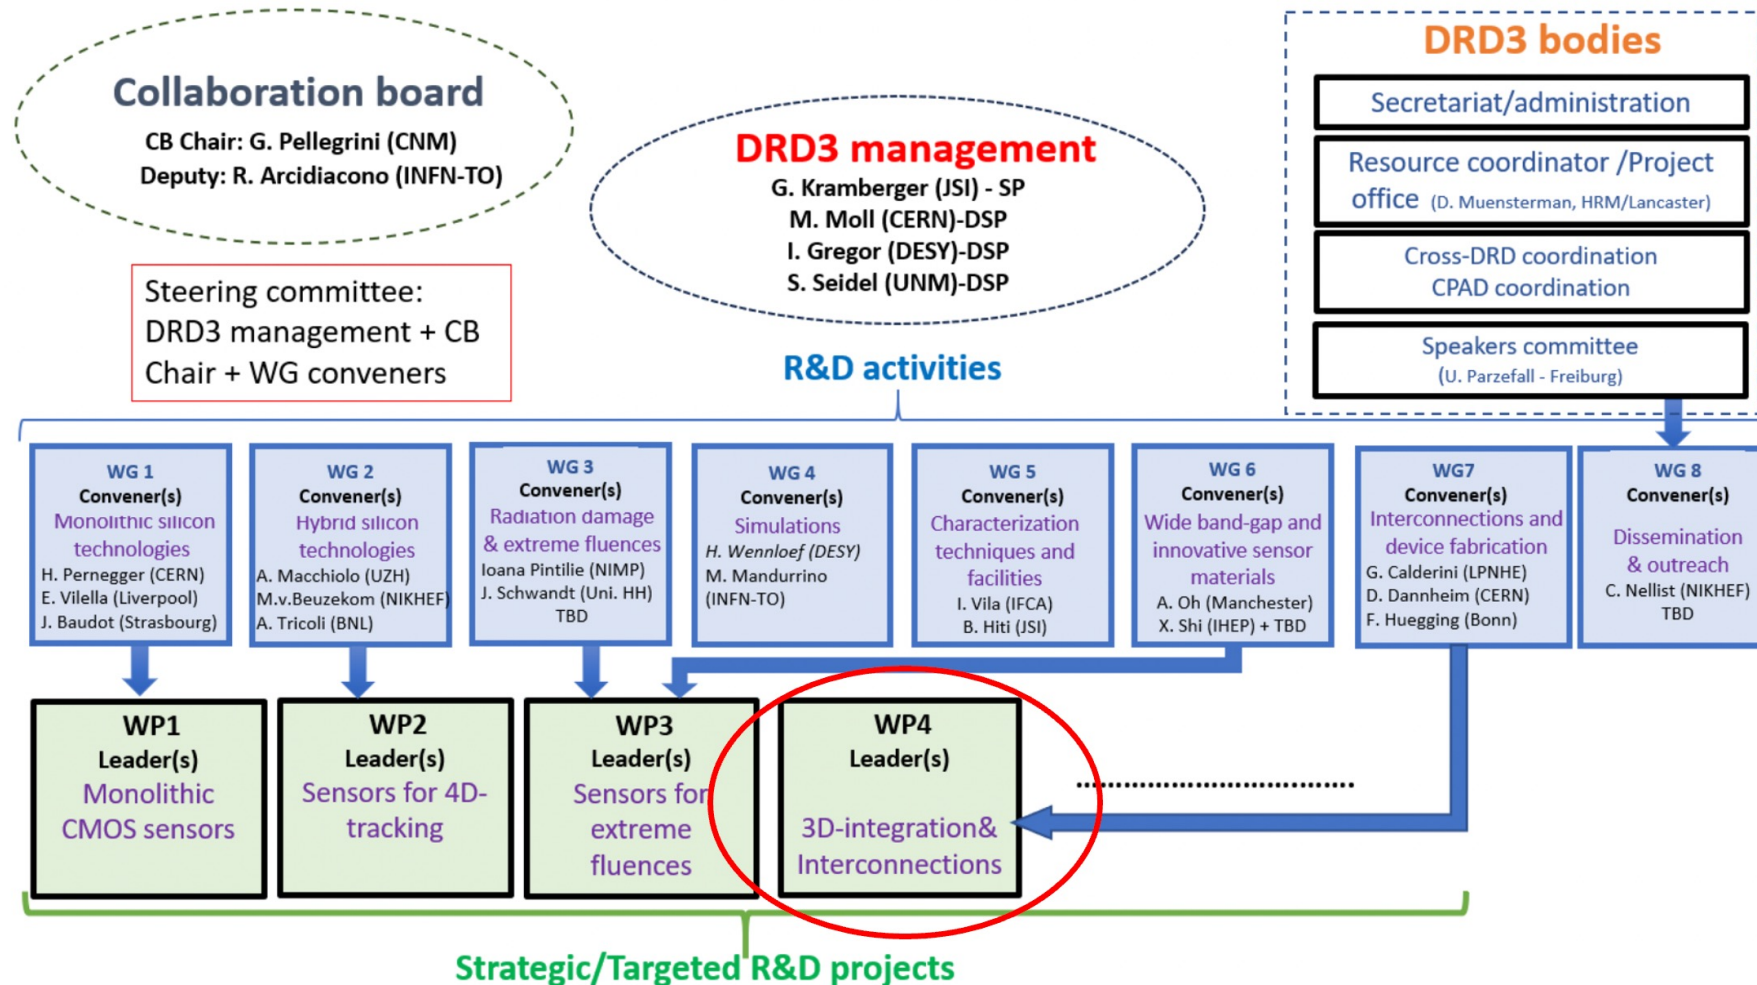 Collaboration board
CB Chair: G. Pellegrini (CNM)
Deputy: R. Arcidiacono (INFN-TO)
DRD3 management
G. Kramberger (JSI) - SP
M. Moll (CERN)-DSP
I. Gregor (DESY)-DSP
S. Seidel (UNM)-DSP
DRD3 bodies
Secretariat/administration
Resource coordinator /Project
office (D. Muensterman, HRM/Lancaster)
Cross-DRD coordination
CPAD coordination
Speakers committee
(U. Parzefall - Freiburg)
Steering committee:
DRD3 management + CB
Chair + WG conveners
R&D activities
WG 1
Convener(s)
Monolithic silicon
technologies
H. Pernegger (CERN)
E. Vilella (Liverpool)
J. Baudot (Strasbourg)
WG 2
Convener(s)
Hybrid silicon
technologies
A. Macchiolo (UZH)
M.v.Beuzekom (NIKHEF)
A. Tricoli (BNL)
WG 3
Convener(s)
Radiation damage
& extreme fluences
Ioana Pintilie (NIMP)
J. Schwandt (Uni. HH)
TBD
WG 4
Convener(s)
Simulations
H. Wennloef (DESY)
M. Mandurrino
(INFN-TO)
WG 5
Convener(s)
Characterization
techniques and
facilities
I. Vila (IFCA)
B. Hiti (JSI)
WG 6
Convener(s)
Wide band-gap and
innovative sensor
materials
A. Oh (Manchester)
X. Shi (IHEP) + TBD
WG7
Convener(s)
Interconnections and
device fabrication
G. Calderini (LPNHE)
D. Dannheim (CERN)
F. Huegging (Bonn)
WG 8
Convener(s)
Dissemination
& outreach
C. Nellist (NIKHEF)
TBD
WP1
Leader(s)
Monolithic
CMOS sensors
WP2
Leader(s)
Sensors for 4D-
tracking
WP3
Leader(s)
Sensors for
extreme
fluences
WP4
Leader(s)
3D-integration&
Interconnections
Strategic/Targeted R&D projects